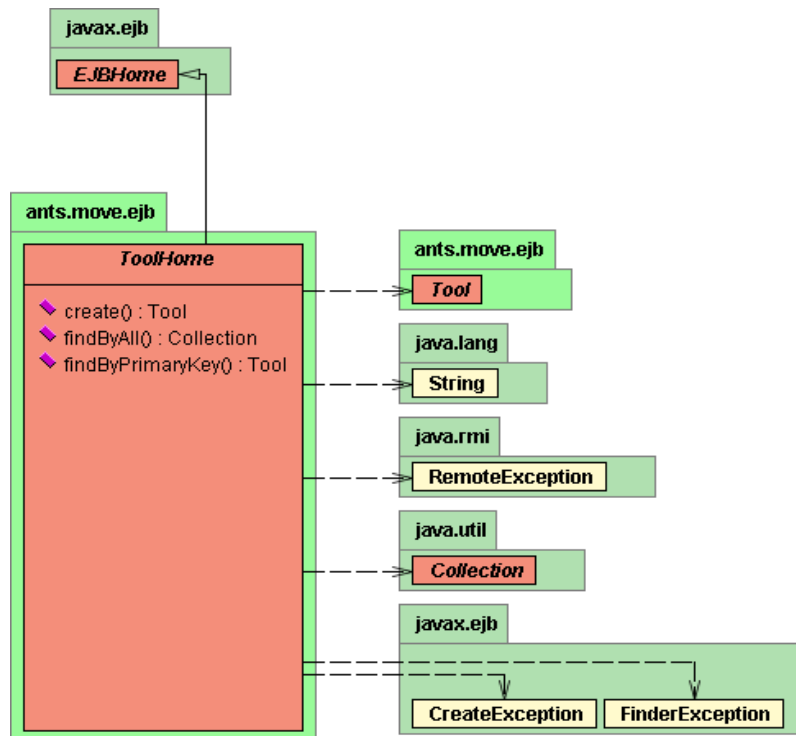 javax.ejb
EJBHome
ants.move.ejb
ToolHome
create() : Tool
findByAll() : Collection
findByPrimaryKey() : Tool
ants.move.ejb
Tool
java.lang
String
java.rmi
RemoteException
java.util
Collection
javax.ejb
CreateException
FinderException